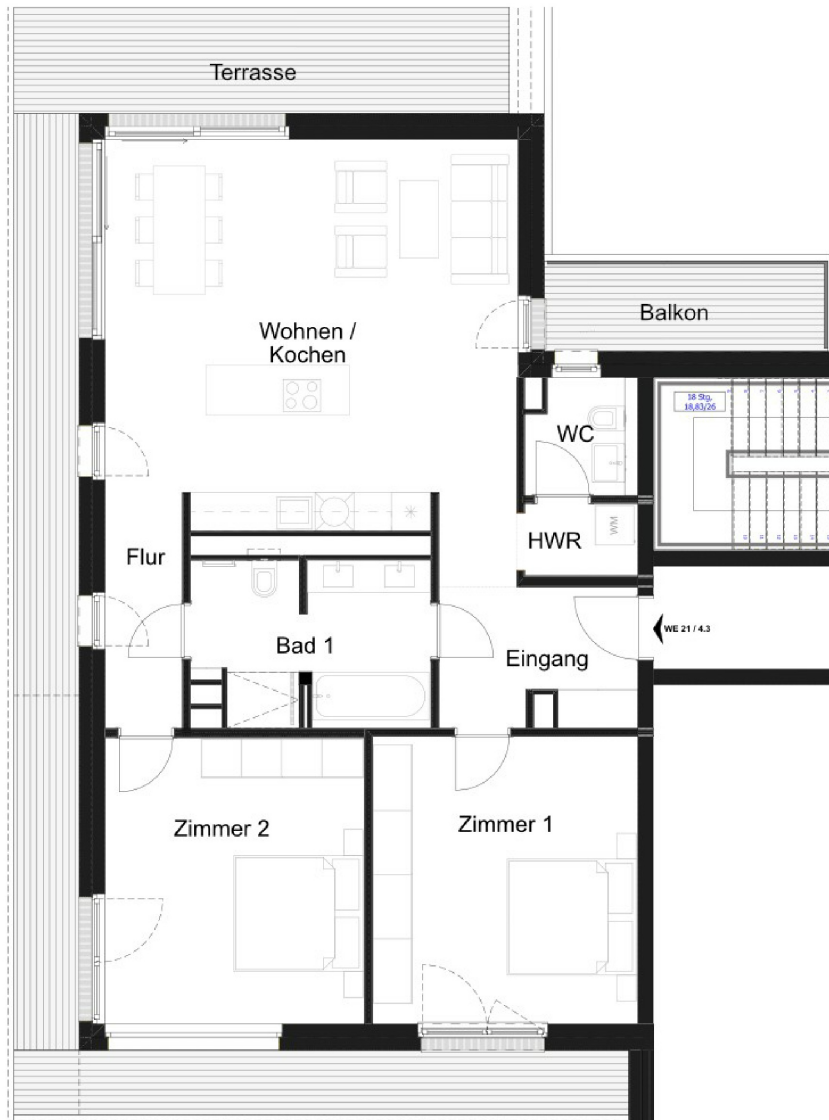 Terrasse
Balkon
Wohnen /
Kochen
18 Stg.
18,83/26
WC
HWR
WM
Flur
Bad 1
Eingang
WE 21 / 4.3
Zimmer 2
Zimmer 1